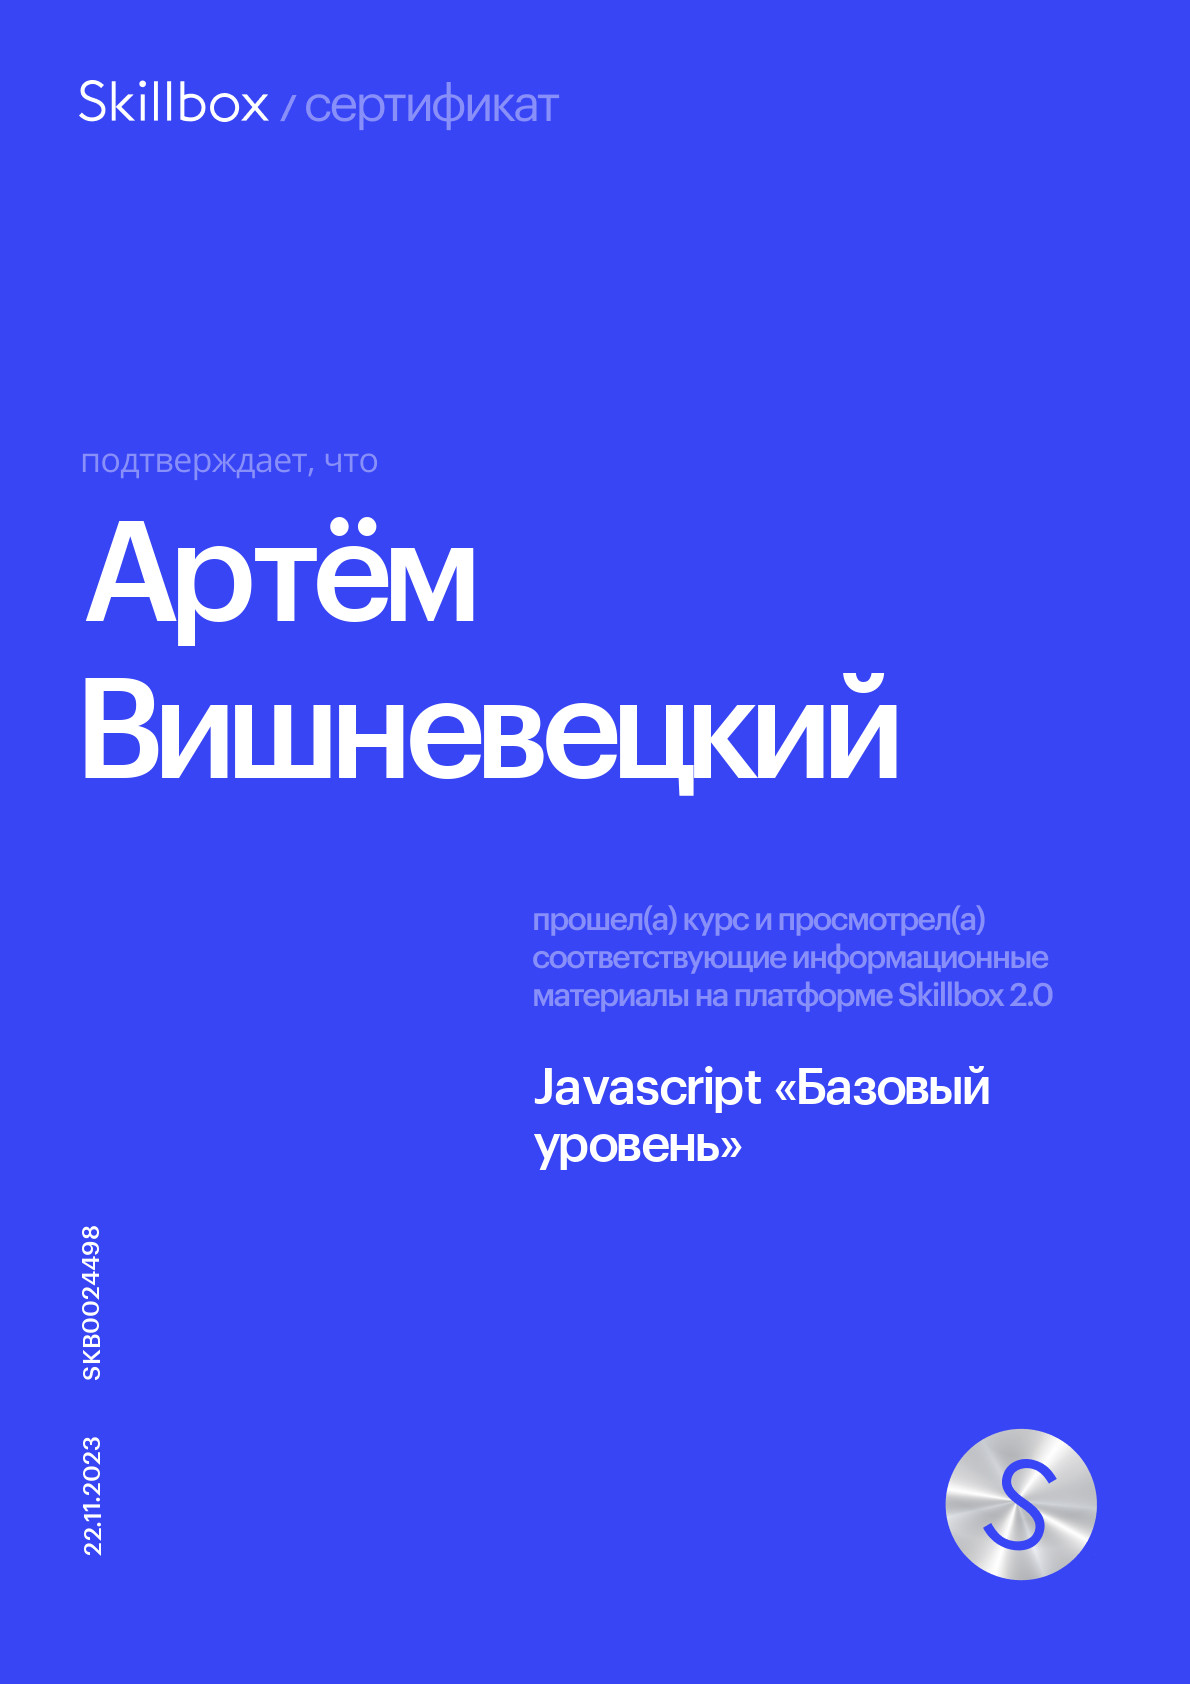 Skillbox / сертификат
подтверждает, что
Артём
Вишневецкий
прошел(а) курс и просмотрел(а)
соответствующие информационные
материалы на платформе Skillbox 2.0
Javascript «Базовый
уровень»
SKB0024498
22.11.2023
S